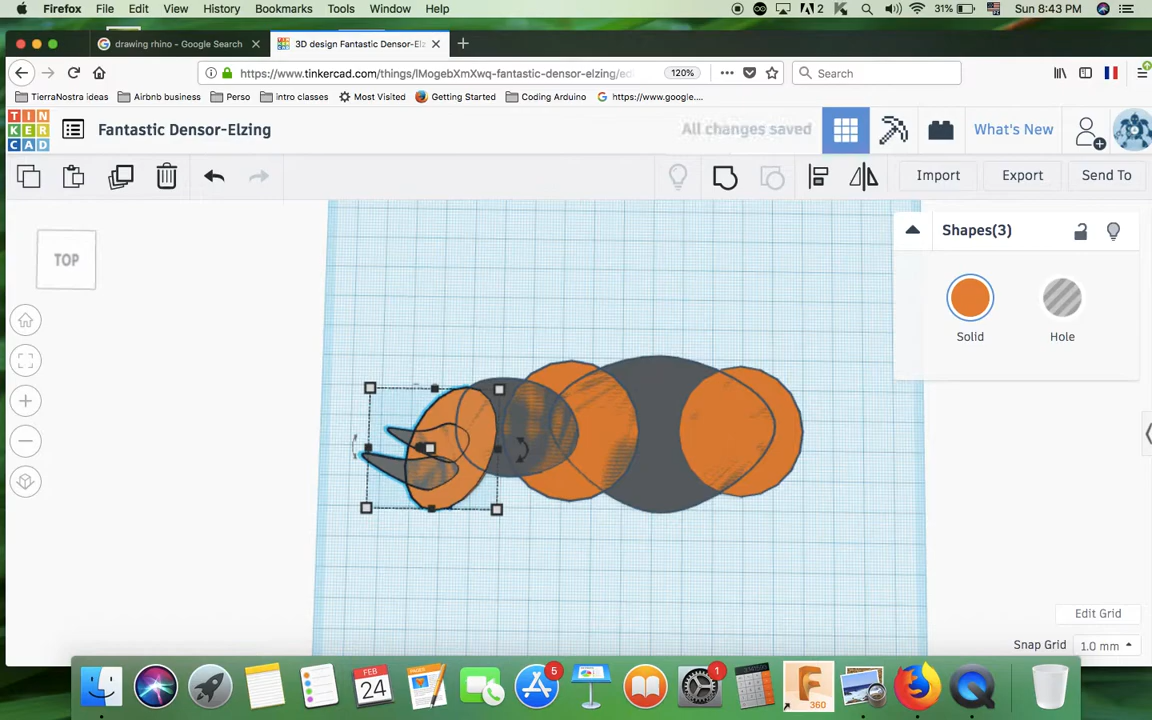 Firefox File Edit View History Bookmarks Tools Window Help 2 31% Sun 8:43 PM
drawing rhino - Google Search 3D design Fantastic Densor-Elz
https://www.tinkercad.com/things/lMogebXmXwq-fantastic-densor-elzing/ed 120% Search
TierraNostra ideas Airbnb business Perso intro classes Most Visited Getting Started Coding Arduino https://www.google....
TIN
KER
CAD
Fantastic Densor-Elzing All changes saved What's New
Import Export Send To
TOP Shapes(3)
Solid Hole
Edit Grid
Snap Grid 1.0 mm
FEB
24
5
1
360